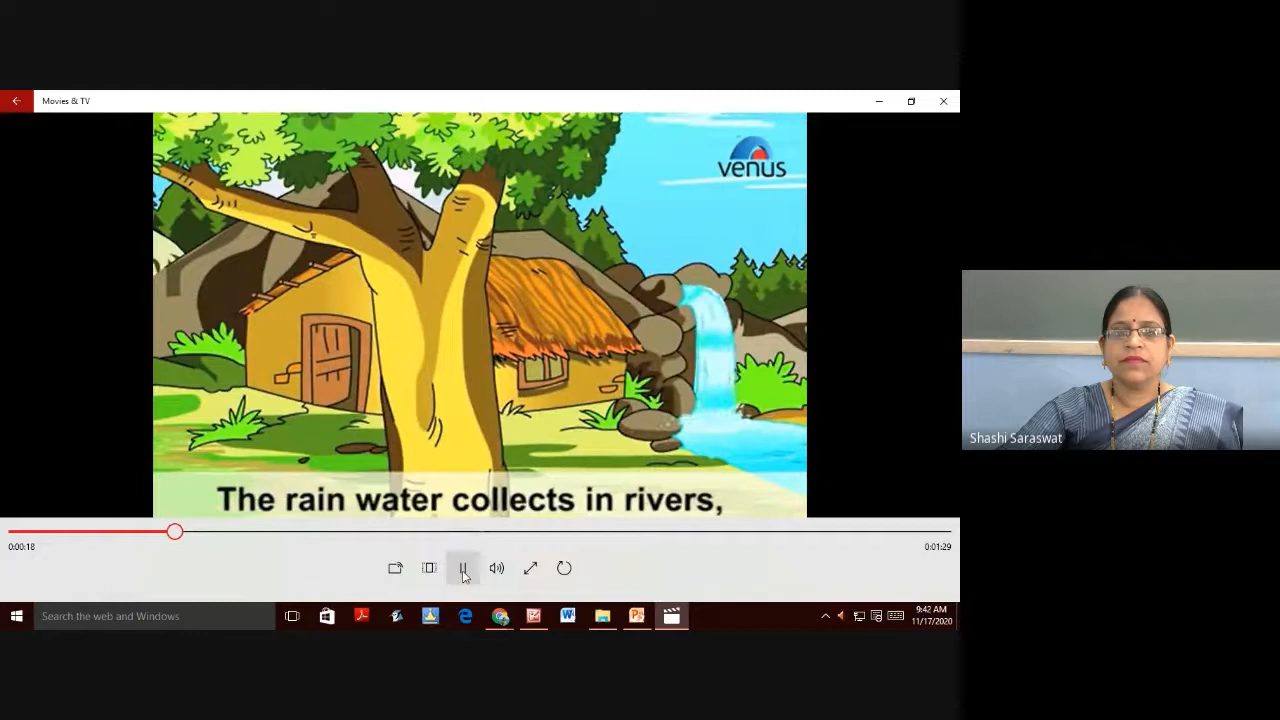 Movies & TV
venus
The rain water collects in rivers,
0:00:18
0:01:29
Shashi Saraswat
Search the web and Windows
9:42 AM
11/17/2020